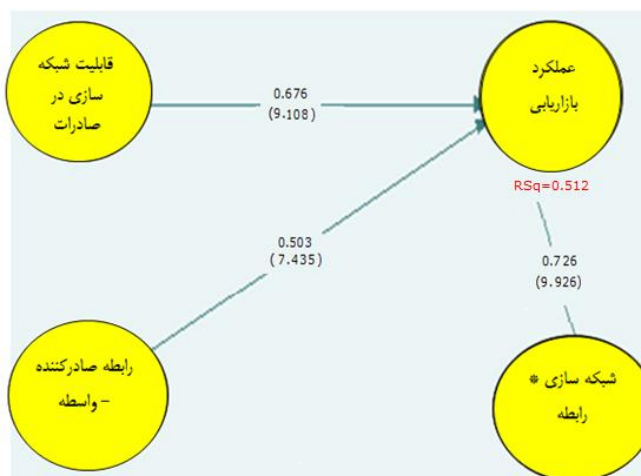 قابلیت شبکه
سازی در
صادرات
عملکرد
بازاریابی
0.676
(9.108)
RSq=0.512
0.503
(7.435)
0.726
(9.926)
رابطه صادرکننده
– واسطه
شبکه سازی *
رابطه